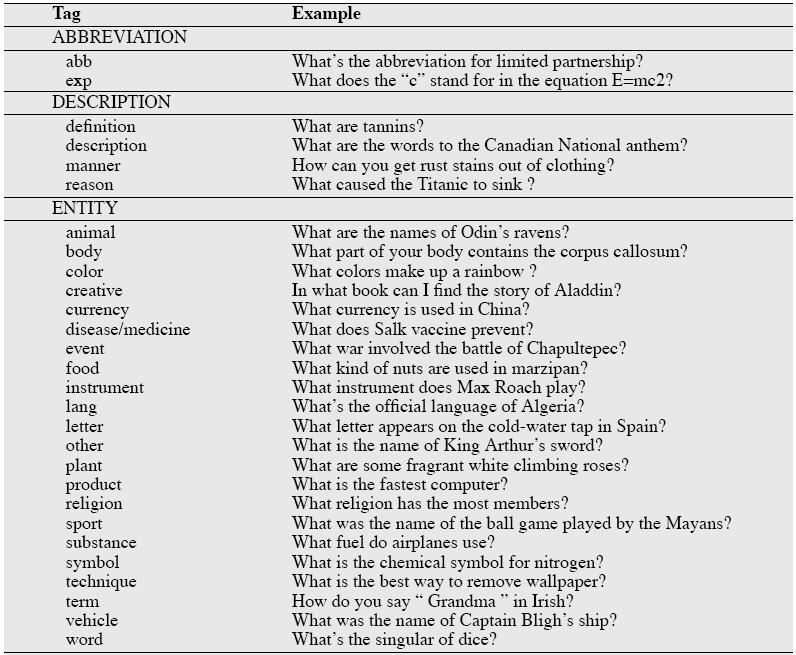 Tag Example
ABBREVIATION
abb What’s the abbreviation for limited partnership?
exp What does the “c” stand for in the equation E=mc2?
DESCRIPTION
definition What are tannins?
description What are the words to the Canadian National anthem?
manner How can you get rust stains out of clothing?
reason What caused the Titanic to sink ?
ENTITY
animal What are the names of Odin’s ravens?
body What part of your body contains the corpus callosum?
color What colors make up a rainbow ?
creative In what book can I find the story of Aladdin?
currency What currency is used in China?
disease/medicine What does Salk vaccine prevent?
event What war involved the battle of Chapultepec?
food What kind of nuts are used in marzipan?
instrument What instrument does Max Roach play?
lang What’s the official language of Algeria?
letter What letter appears on the cold-water tap in Spain?
other What is the name of King Arthur’s sword?
plant What are some fragrant white climbing roses?
product What is the fastest computer?
religion What religion has the most members?
sport What was the name of the ball game played by the Mayans?
substance What fuel do airplanes use?
symbol What is the chemical symbol for nitrogen?
technique What is the best way to remove wallpaper?
term How do you say “ Grandma ” in Irish?
vehicle What was the name of Captain Bligh’s ship?
word What’s the singular of dice?